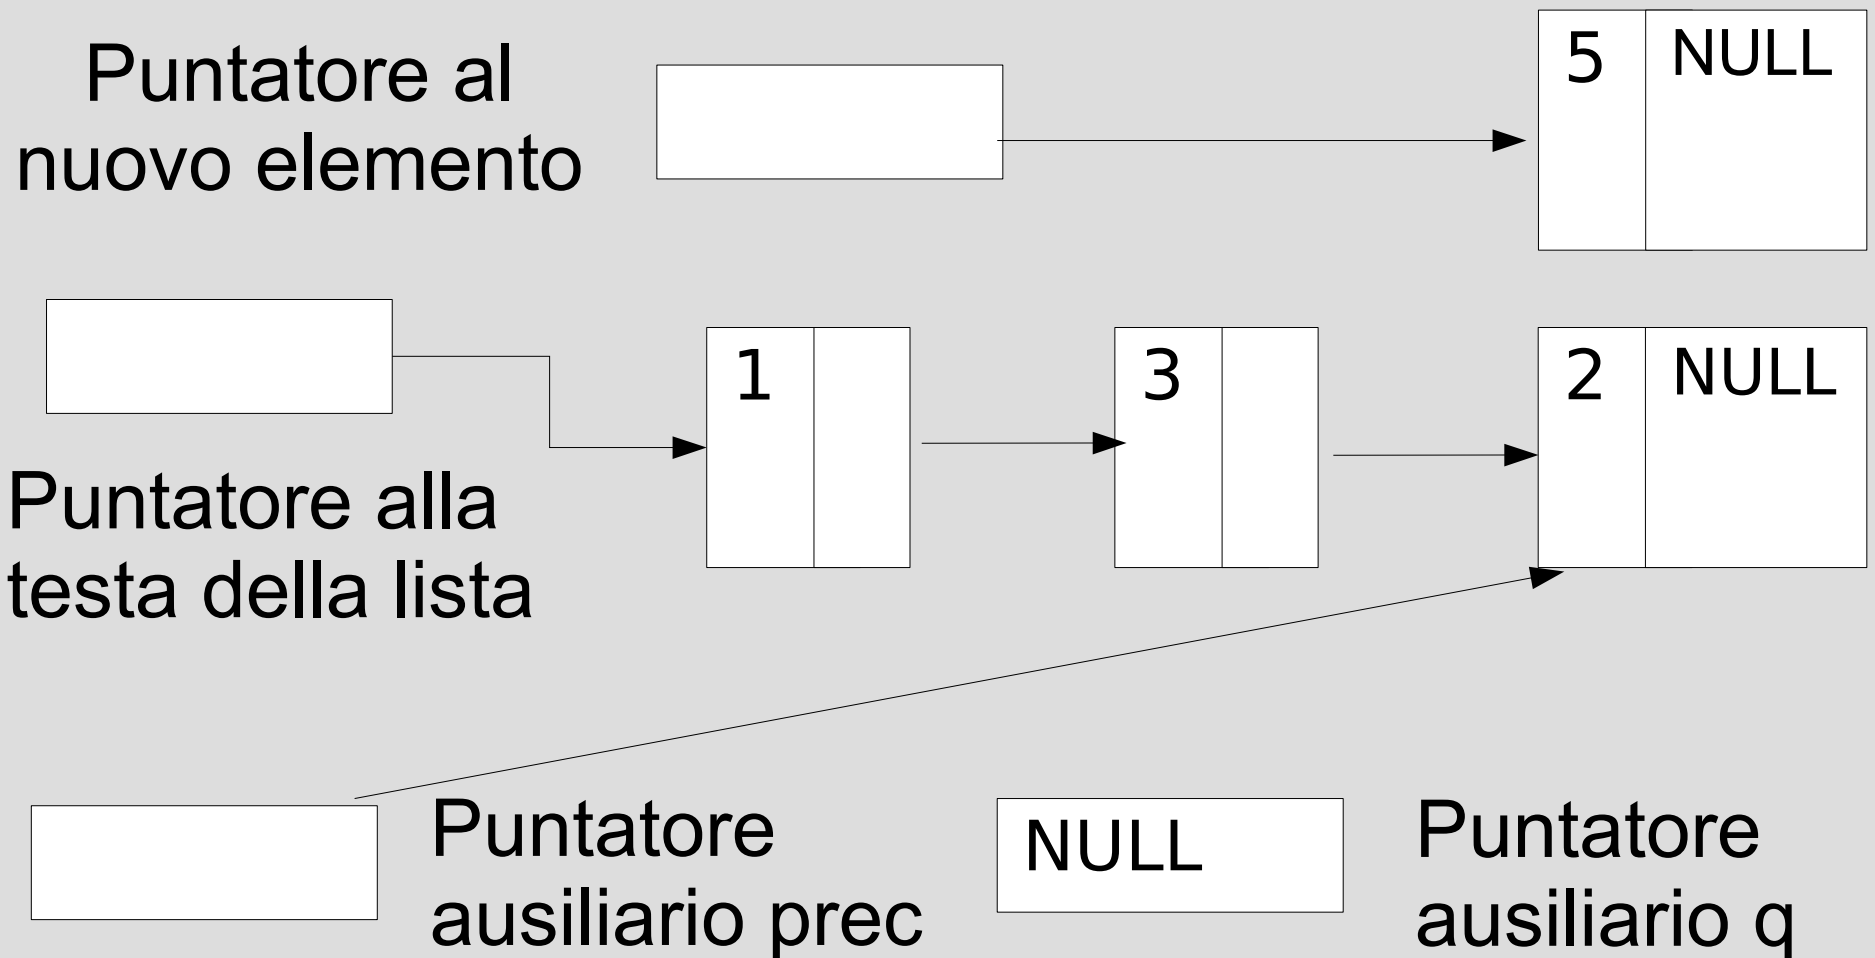 Puntatore al
nuovo elemento
5 NULL
1 3 2 NULL
Puntatore alla
testa della lista
Puntatore
ausiliario prec
NULL
Puntatore
ausiliario q